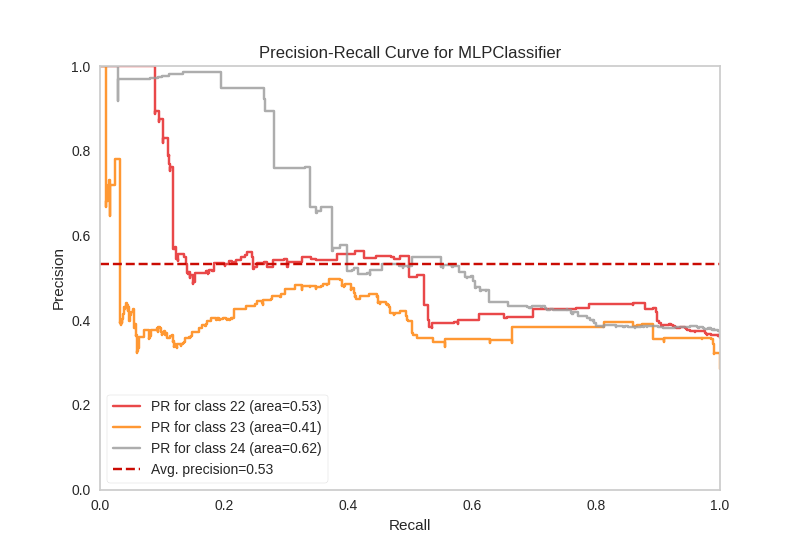 Precision-Recall Curve for MLPClassifier
1.0
0.8
0.6
0.4
0.2
0.0
Precision
PR for class 22 (area=0.53)
PR for class 23 (area=0.41)
PR for class 24 (area=0.62)
Avg. precision=0.53
0.0 0.2 0.4 0.6 0.8 1.0
Recall